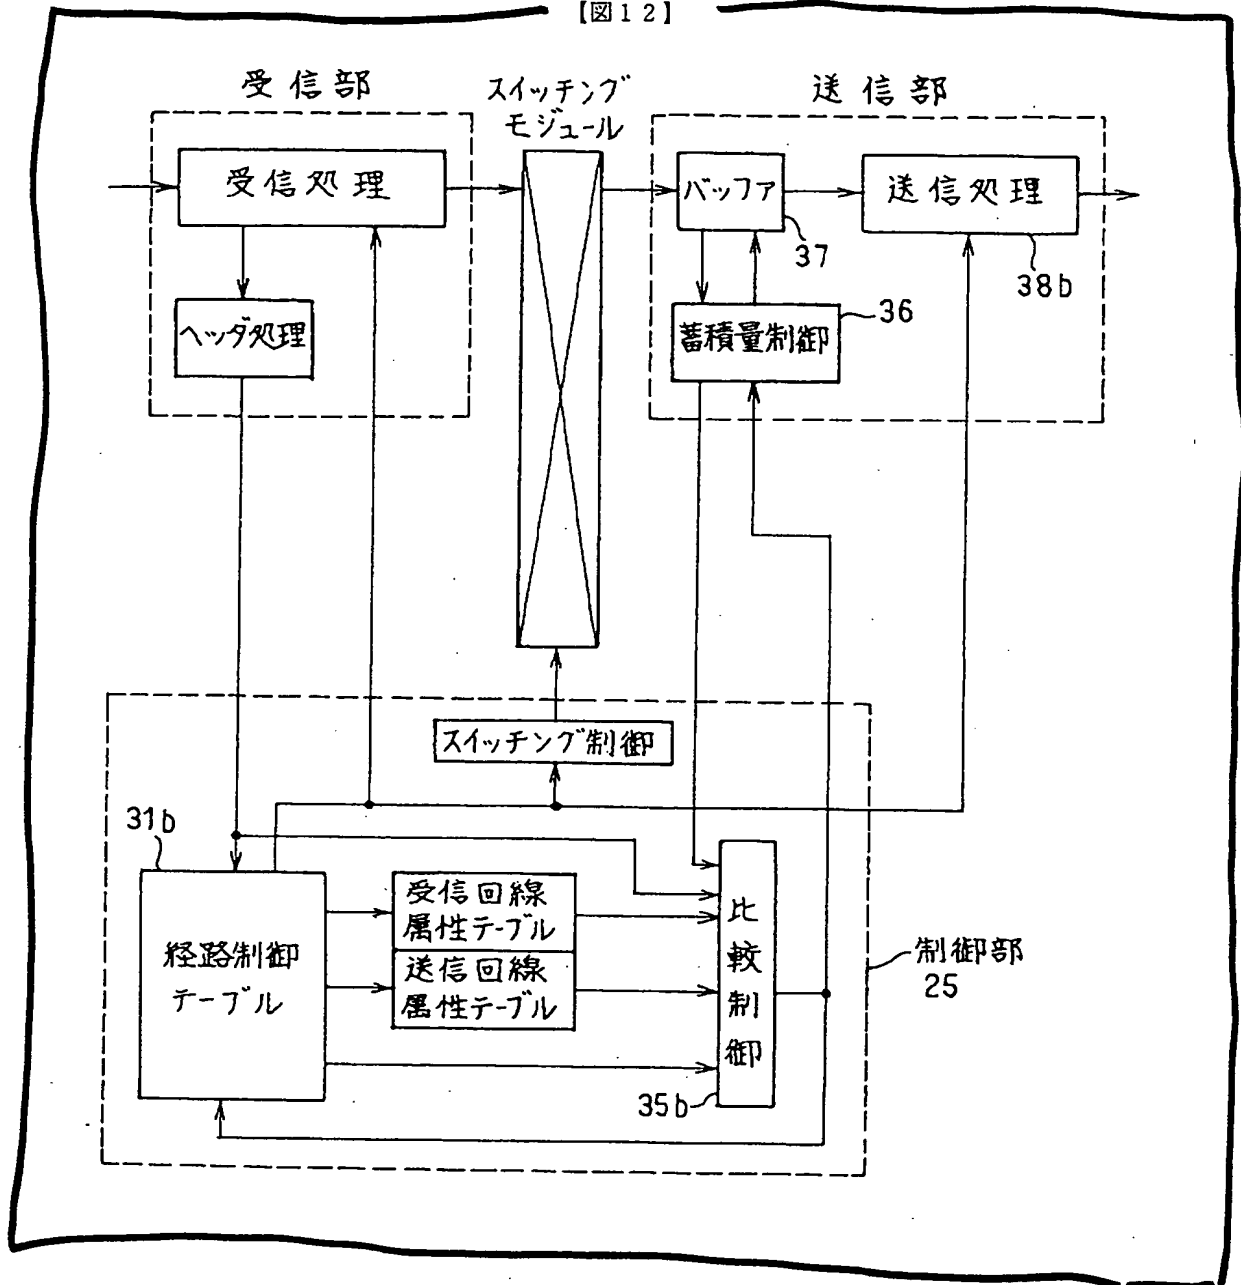 【図12】
受信部
スイッチング
モジュール
送信部
受信処理
バッファ
送信処理
37
38b
ヘッダ処理
蓄積量制御
36
スイッチング制御
31b
経路制御
テーブル
受信回線
属性テーブル
送信回線
属性テーブル
比較制御
35b
制御部
25